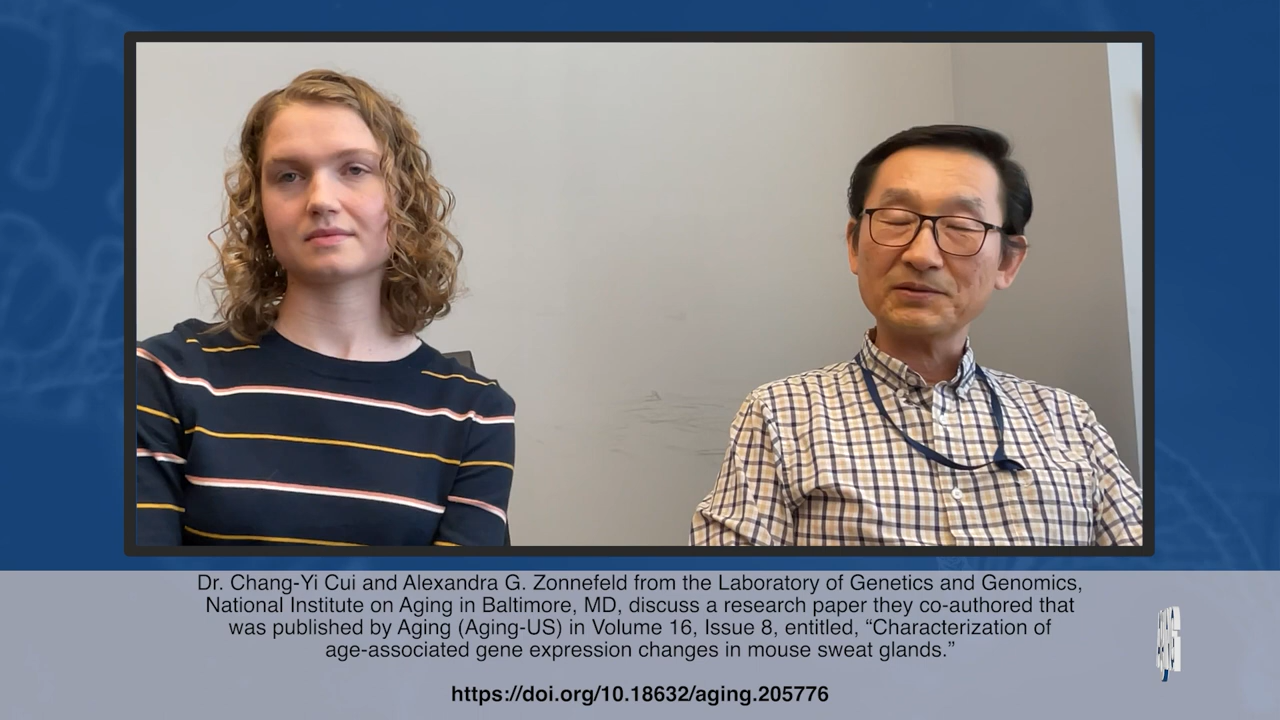 Dr. Chang-Yi Cui and Alexandra G. Zonnefeld from the Laboratory of Genetics and Genomics,
National Institute on Aging in Baltimore, MD, discuss a research paper they co-authored that
was published by Aging (Aging-US) in Volume 16, Issue 8, entitled, “Characterization of
age-associated gene expression changes in mouse sweat glands.”
https://doi.org/10.18632/aging.205776